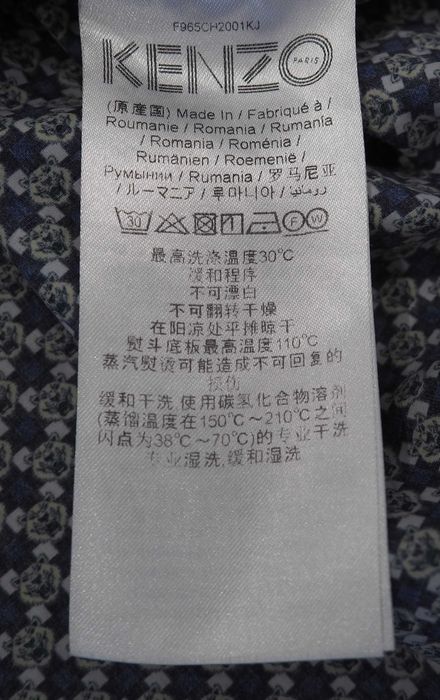 F965CH2001KJ
KENZO
PARIS
(原産国) Made In / Fabriqué à /
Roumanie / Romania / Rumanía
/ Romania / Roménia /
Rumänien / Roemenië /
Румынии / Rumania / 罗马尼亚
/ ルーマニア / 루마니아 / رومانيا
30 F W
最高洗涤温度30°C
缓和程序
不可漂白
不可翻转干燥
在阳凉处平摊晾干
熨斗底板最高温度110°C
蒸汽熨烫可能造成不可回复的
损伤
缓和干洗,使用碳氢化合物溶剂
(蒸馏温度在150°C～210°C之间
闪点为38°C～70°C)的专业干洗
专业湿洗,缓和湿洗